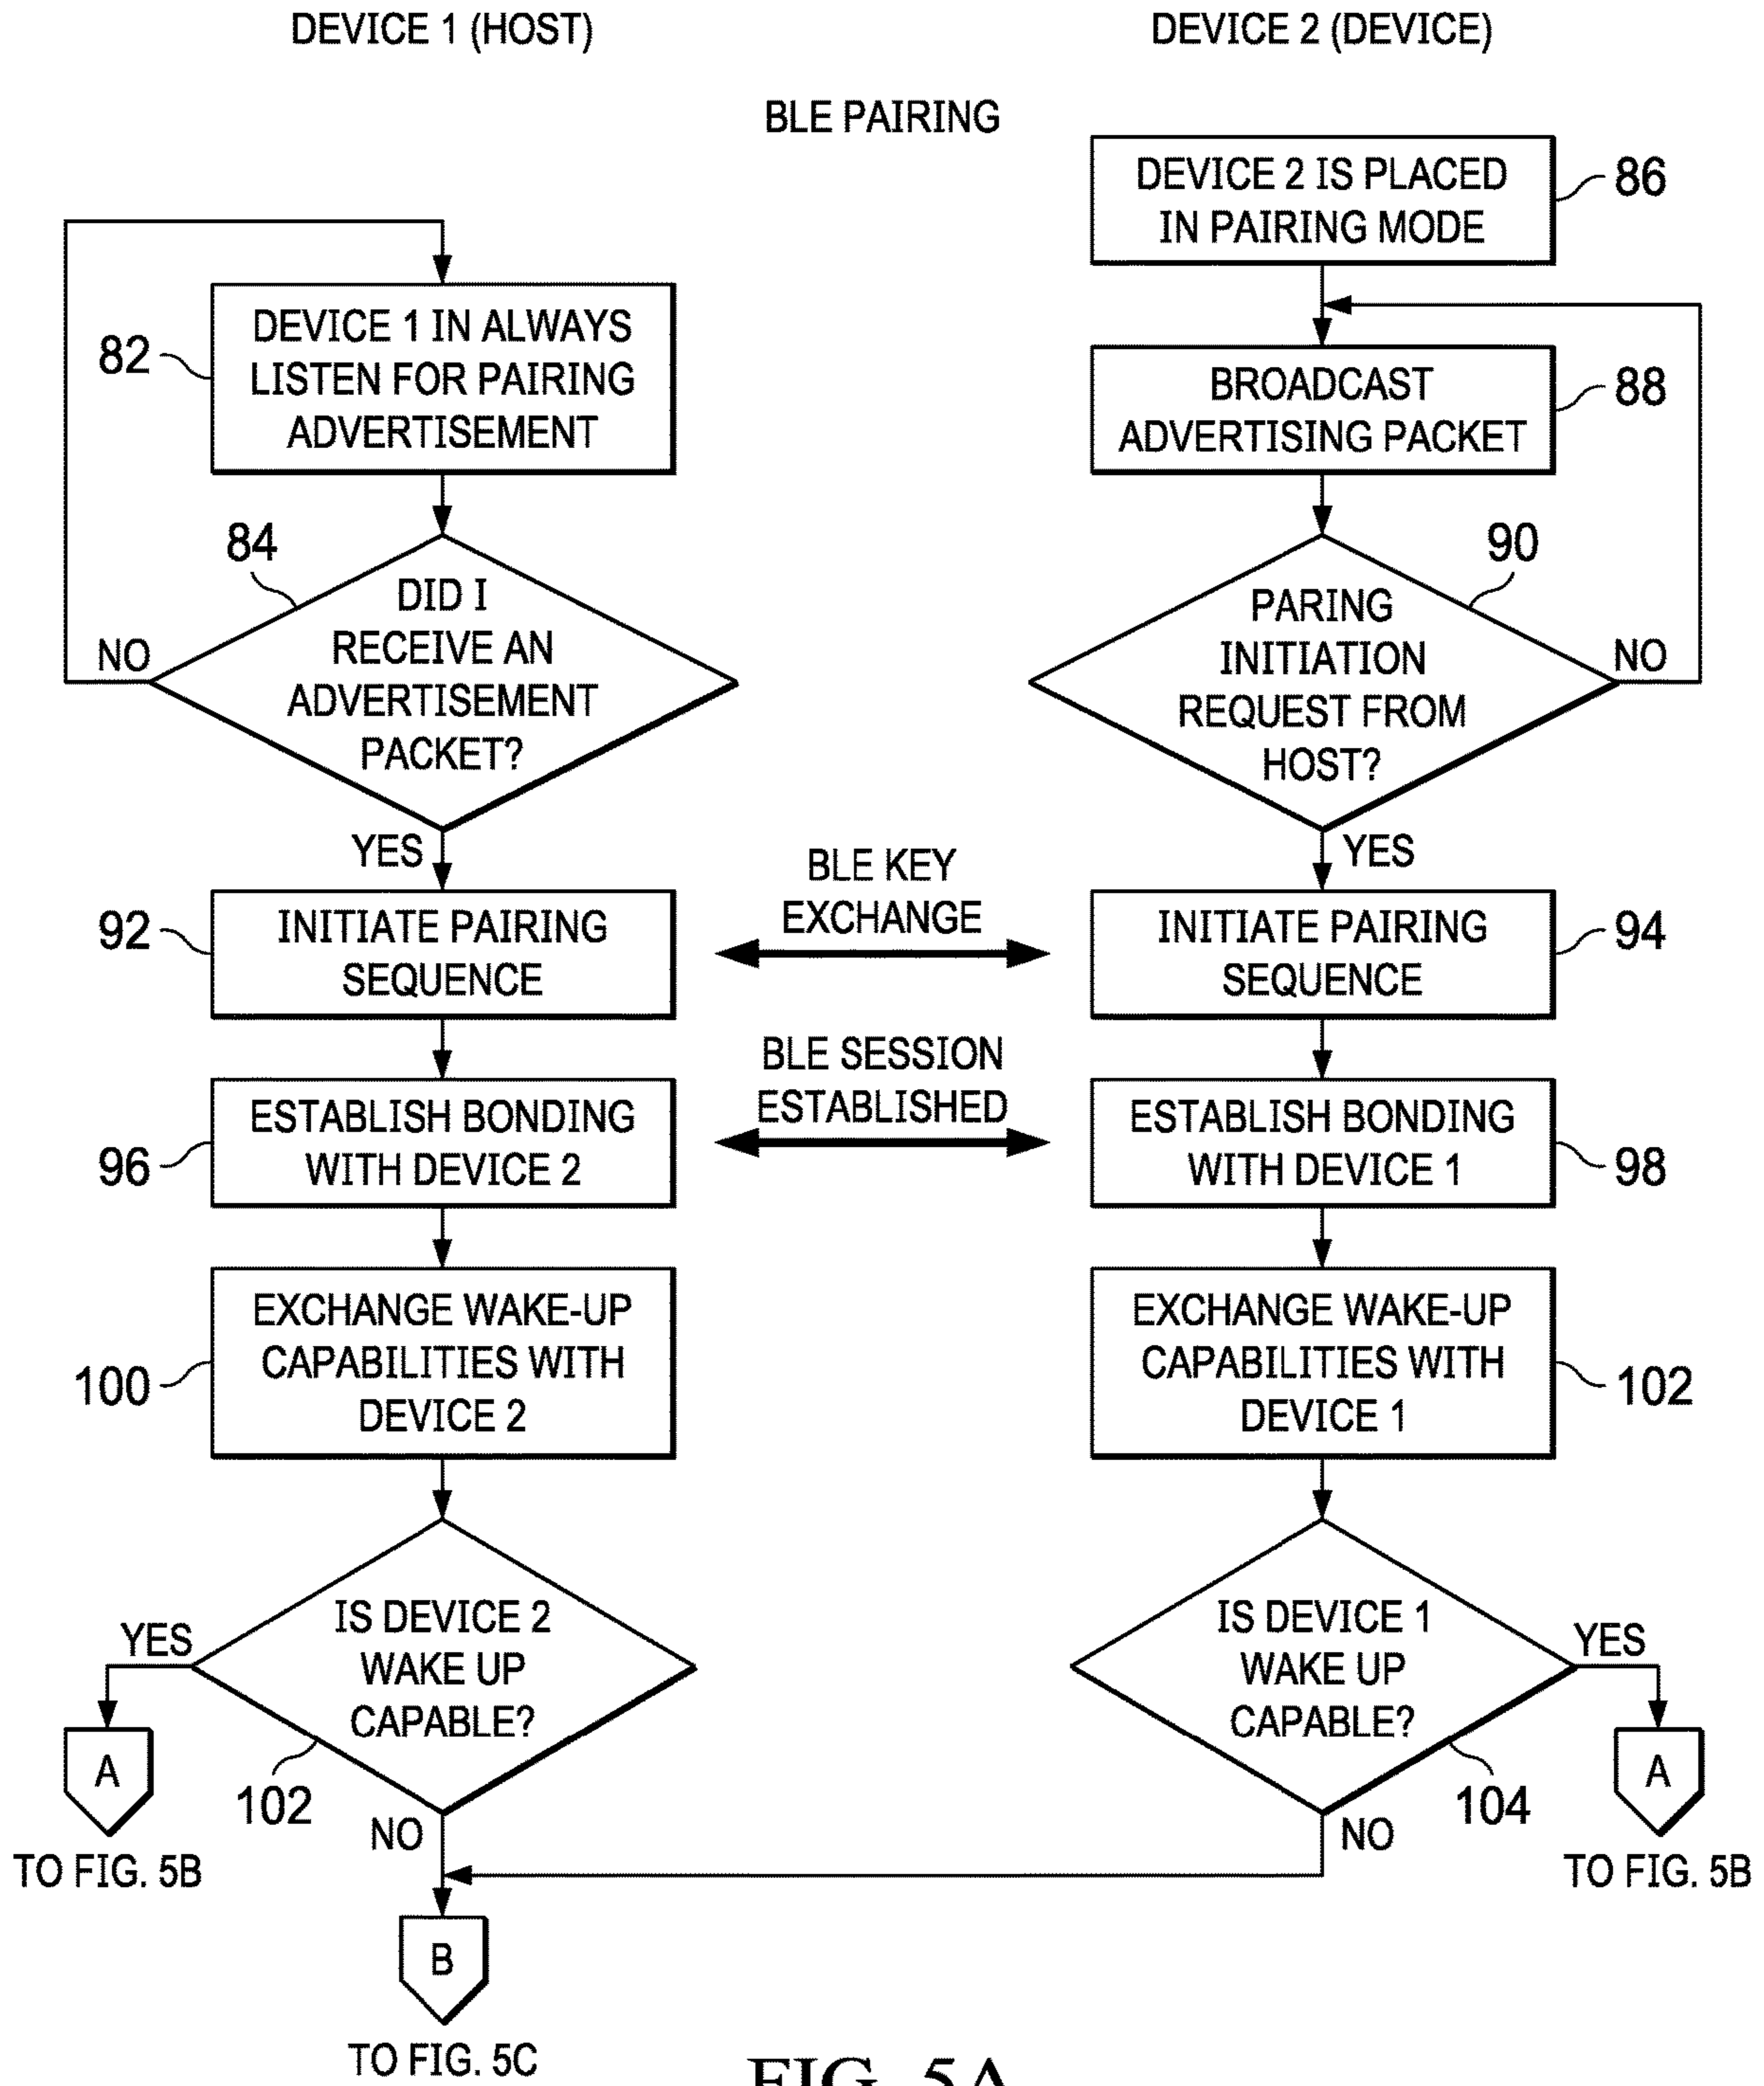 DEVICE 1 (HOST)
DEVICE 2 (DEVICE)
BLE PAIRING
DEVICE 2 IS PLACED
IN PAIRING MODE
86
82
DEVICE 1 IN ALWAYS
LISTEN FOR PAIRING
ADVERTISEMENT
BROADCAST
ADVERTISING PACKET
88
84
DID I
RECEIVE AN
ADVERTISEMENT
PACKET?
NO
YES
90
PARING
INITIATION
REQUEST FROM
HOST?
NO
YES
92
INITIATE PAIRING
SEQUENCE
BLE KEY
EXCHANGE
INITIATE PAIRING
SEQUENCE
94
96
ESTABLISH BONDING
WITH DEVICE 2
BLE SESSION
ESTABLISHED
ESTABLISH BONDING
WITH DEVICE 1
98
100
EXCHANGE WAKE-UP
CAPABILITIES WITH
DEVICE 2
EXCHANGE WAKE-UP
CAPABILITIES WITH
DEVICE 1
102
YES
IS DEVICE 2
WAKE UP
CAPABLE?
102
NO
IS DEVICE 1
WAKE UP
CAPABLE?
YES
104
NO
A
TO FIG. 5B
A
TO FIG. 5B
B
TO FIG. 5C
FIG. 5A